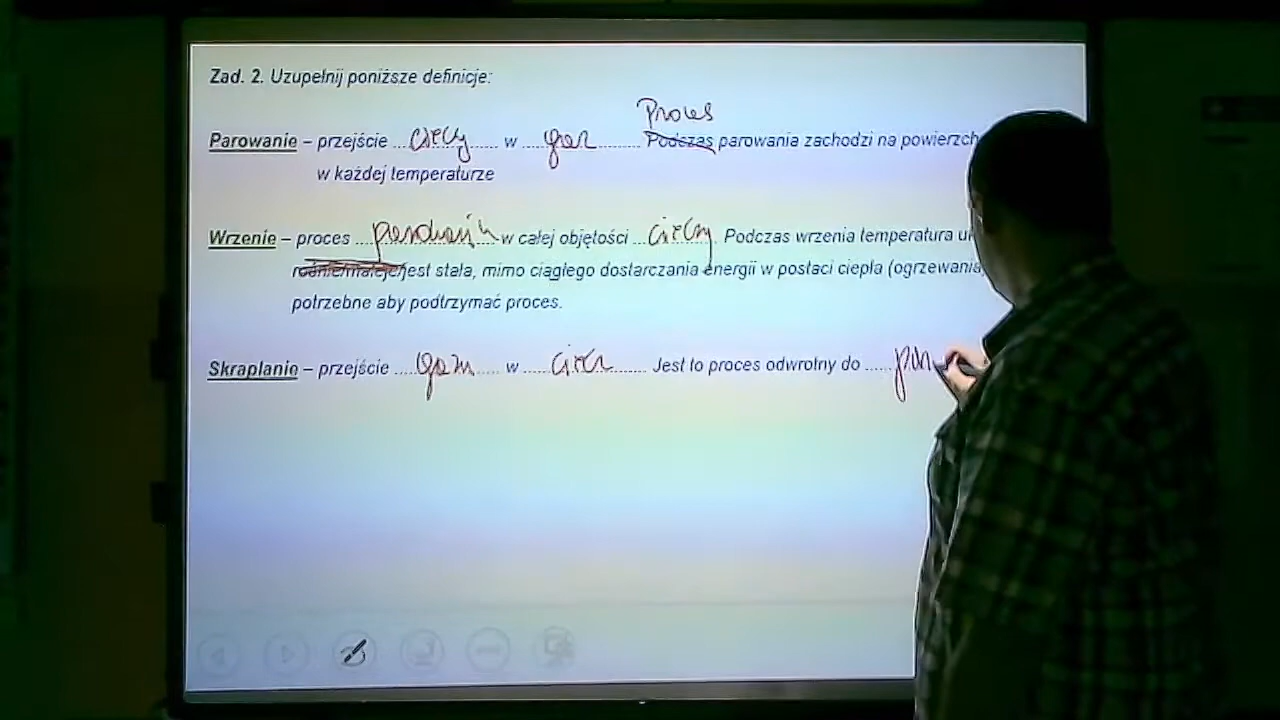 Zad. 2. Uzupełnij poniższe definicje:
Proces
Parowanie – przejście ...cieczy...... w ...gaz........... Podczas parowania zachodzi na powierzch
w każdej temperaturze
Wrzenie – proces ...parowania...w całej objętości ...cieczy. Podczas wrzenia temperatura
rośnie/maleje/jest stała, mimo ciągłego dostarczania energii w postaci ciepła (ogrzewania
potrzebne aby podtrzymać proces.
Skraplanie – przejście ....gazu..... w .....ciecz....... Jest to proces odwrotny do ......par